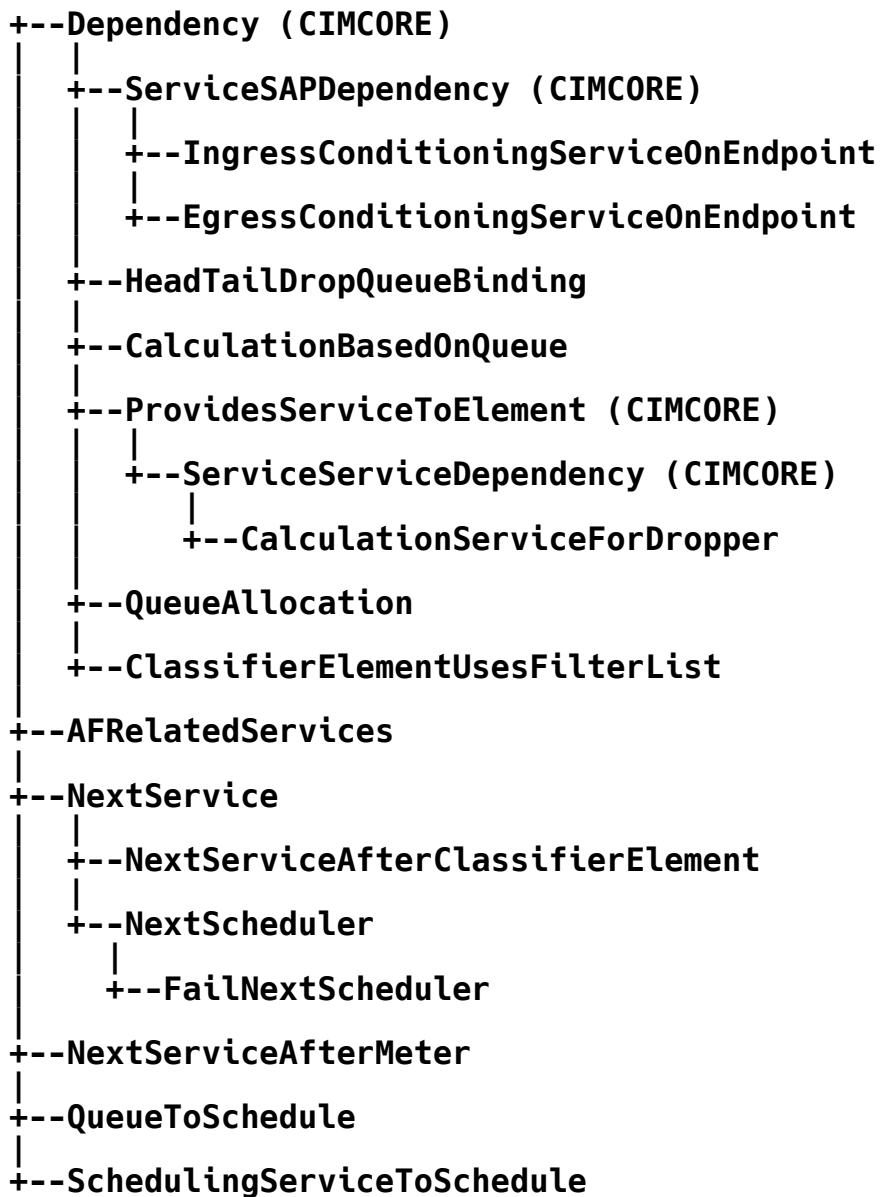 +--Dependency (CIMCORE)
|  |
|  +--ServiceSAPDependency (CIMCORE)
|  |  |
|  |  +--IngressConditioningServiceOnEndpoint
|  |  |
|  |  +--EgressConditioningServiceOnEndpoint
|  |
|  +--HeadTailDropQueueBinding
|  |
|  +--CalculationBasedOnQueue
|  |
|  +--ProvidesServiceToElement (CIMCORE)
|  |  |
|  |  +--ServiceServiceDependency (CIMCORE)
|  |     |
|  |     +--CalculationServiceForDropper
|  |
|  +--QueueAllocation
|  |
|  +--ClassifierElementUsesFilterList
|
+--AFRelatedServices
|
+--NextService
|  |
|  +--NextServiceAfterClassifierElement
|  |
|  +--NextScheduler
|    |
|    +--FailNextScheduler
|
+--NextServiceAfterMeter
|
+--QueueToSchedule
|
+--SchedulingServiceToSchedule